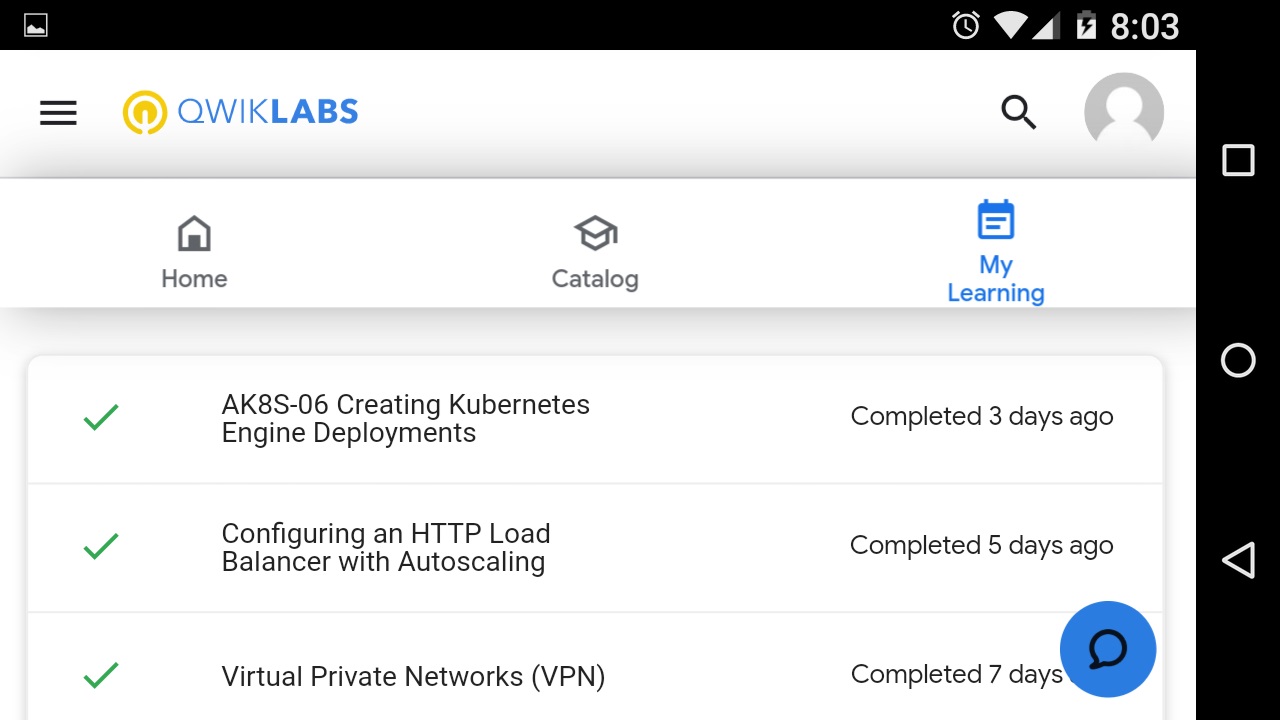 8:03
QWIKLABS
Home
Catalog
My
Learning
AK8S-06 Creating Kubernetes
Engine Deployments
Completed 3 days ago
Configuring an HTTP Load
Balancer with Autoscaling
Completed 5 days ago
Virtual Private Networks (VPN)
Completed 7 days